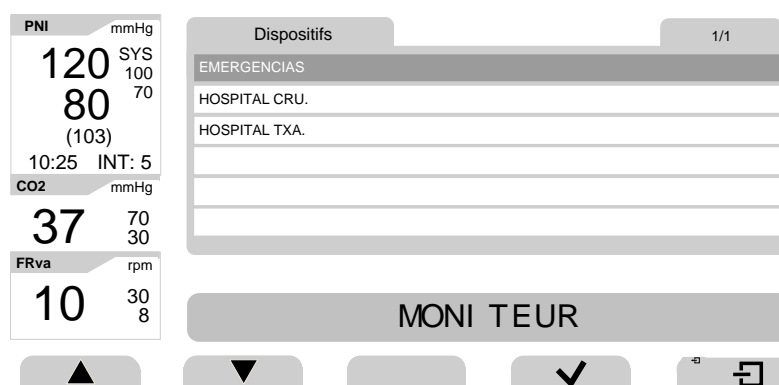 PNI mmHg
120 SYS
100
80 70
(103)
10:25 INT: 5
CO2 mmHg
37 70
30
FRva rpm
10 30
8
Dispositifs 1/1
EMERGENCIAS
HOSPITAL CRU.
HOSPITAL TXA.
MONI TEUR